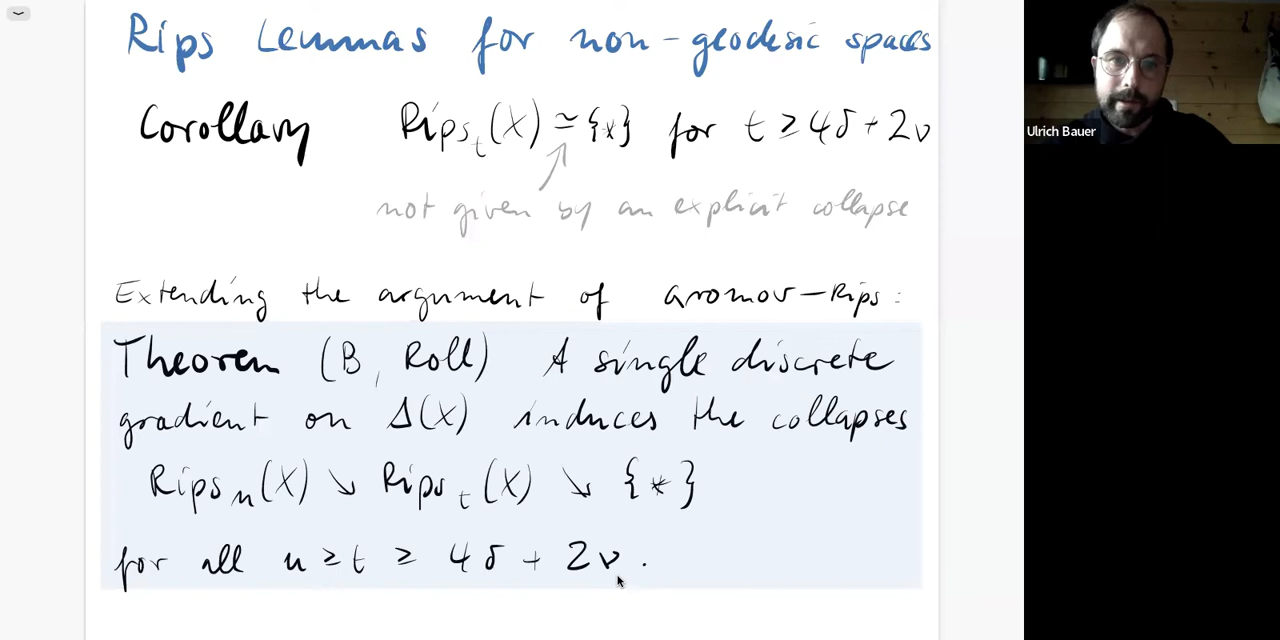 Rips Lemmas for non-geodesic spaces
Corollary Rips_t(X) ≃ {*} for t ≥ 4δ + 2ν
not given by an explicit collapse
Extending the argument of Gromov-Rips:
Theorem (B, Roll) A single discrete
gradient on Δ(X) induces the collapses
Rips_u(X) ↘ Rips_t(X) ↘ {*}
for all u ≥ t ≥ 4δ + 2ν.
Ulrich Bauer